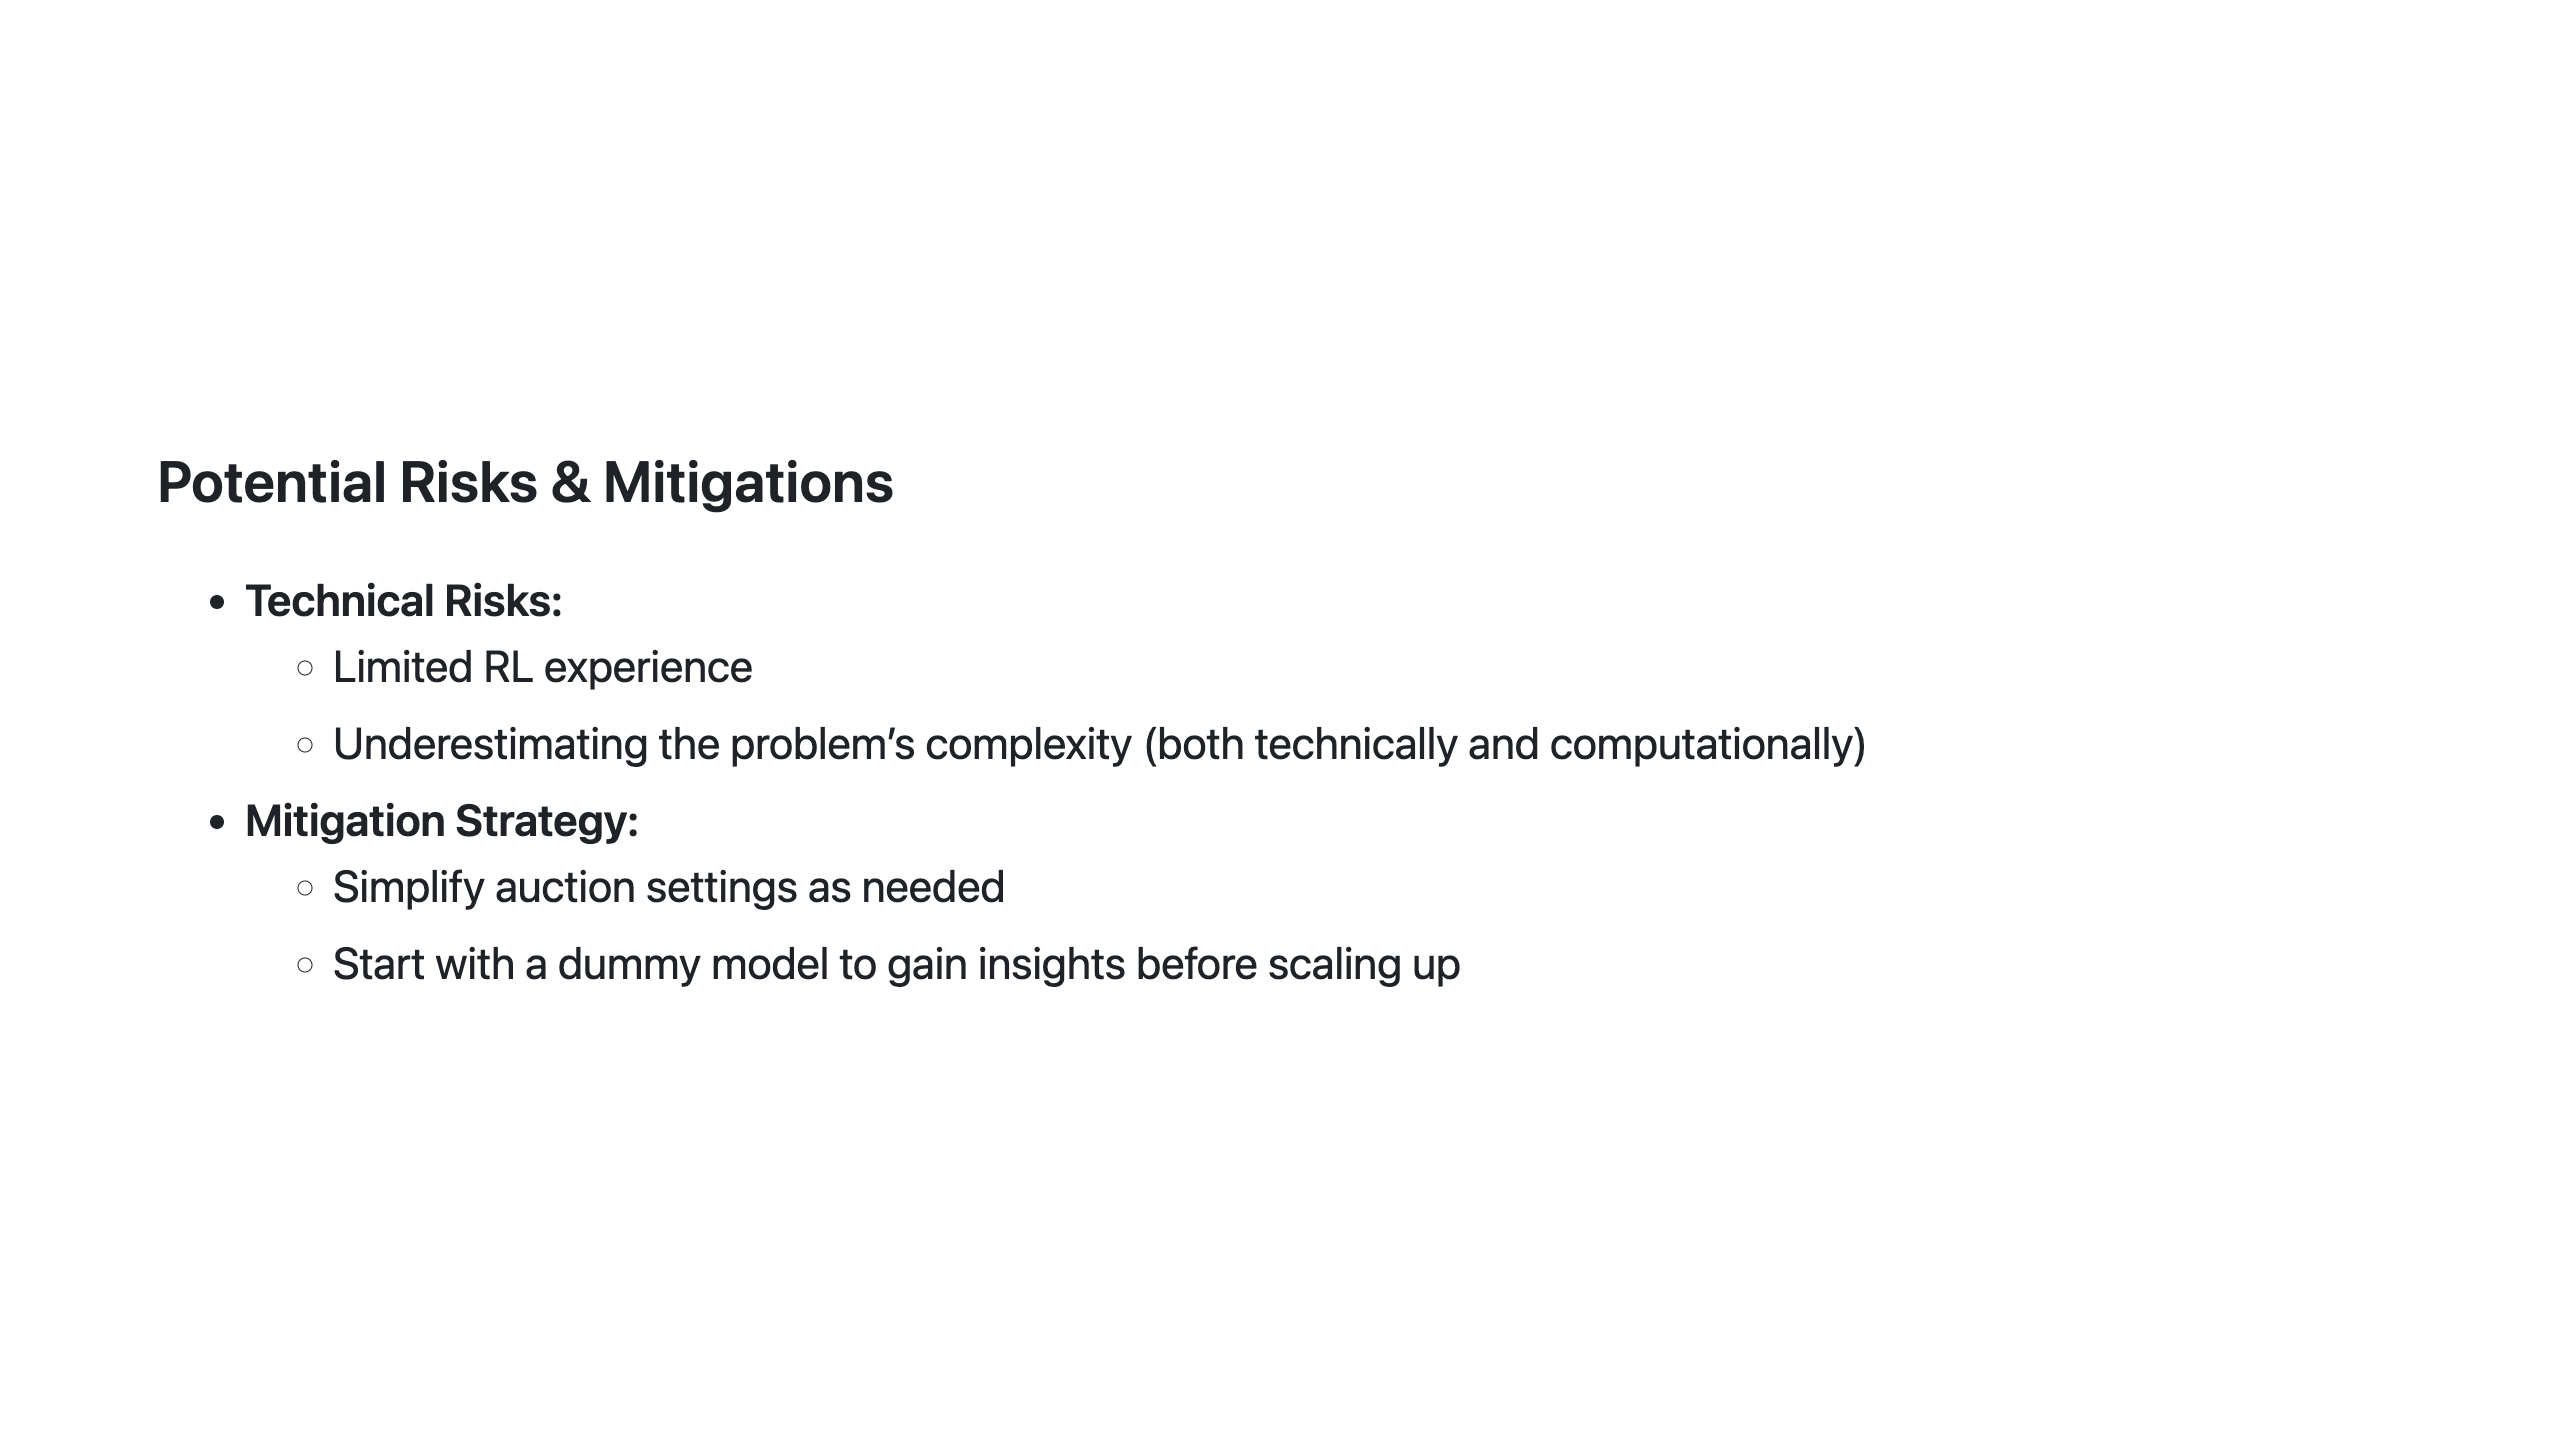 Potential Risks & Mitigations
• Technical Risks:
◦ Limited RL experience
◦ Underestimating the problem’s complexity (both technically and computationally)
• Mitigation Strategy:
◦ Simplify auction settings as needed
◦ Start with a dummy model to gain insights before scaling up